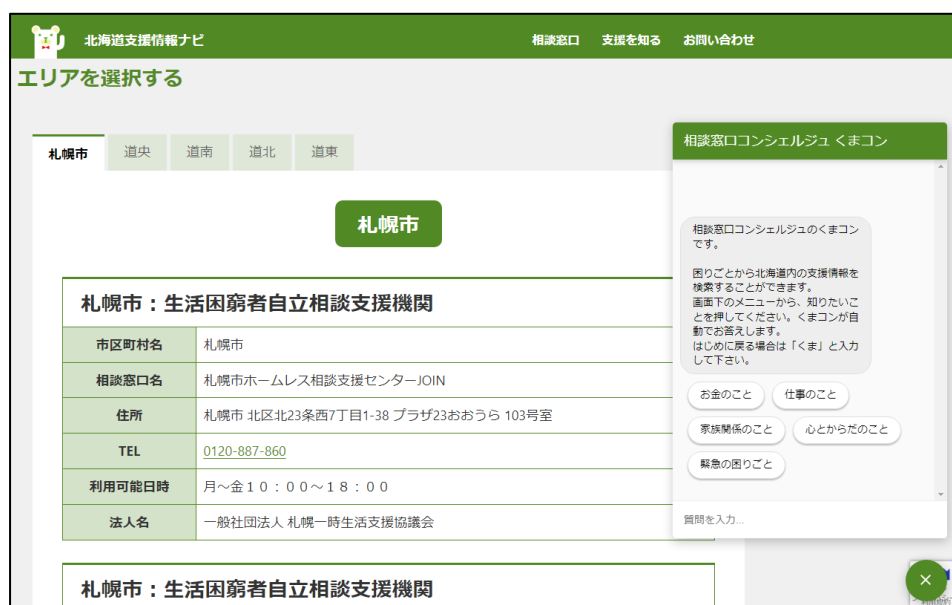 北海道支援情報ナビ
相談窓口 支援を知る お問い合わせ
エリアを選択する
札幌市 道央 道南 道北 道東
札幌市
札幌市：生活困窮者自立相談支援機関
市区町村名 札幌市
相談窓口名 札幌市ホームレス相談支援センターJOIN
住所 札幌市 北区北23条西7丁目1-38 プラザ23おおうら 103号室
TEL 0120-887-860
利用可能日時 月～金１０：００～１８：００
法人名 一般社団法人 札幌一時生活支援協議会
札幌市：生活困窮者自立相談支援機関
相談窓口コンシェルジュ くまコン
相談窓口コンシェルジュのくまコン
です。
困りごとから北海道内の支援情報を
検索することができます。
画面下のメニューから、知りたいこ
とを押してください。くまコンが自
動でお答えします。
はじめに戻る場合は「くま」と入力
して下さい。
お金のこと 仕事のこと
家族関係のこと 心とからだのこと
緊急の困りごと
質問を入力...